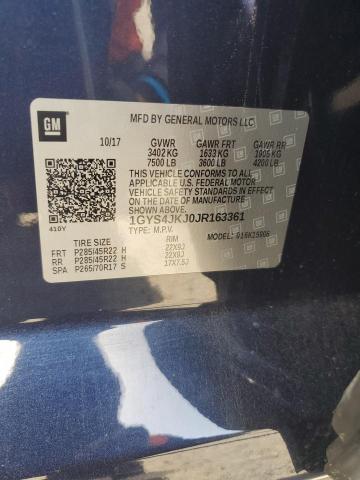 GM
MFD BY GENERAL MOTORS LLC
10/17 GVWR GAWR FRT GAWR RR
3402 KG 1633 KG 1905 KG
7500 LB 3600 LB 4200 LB
THIS VEHICLE CONFORMS TO ALL
APPLICABLE U.S. FEDERAL MOTOR
VEHICLE SAFETY STANDARDS IN EFFECT
ON THE DATE OF MANUFACTURE SHOWN ABOVE.
1GYS4JKJ0JR163361
410Y TYPE: M.P.V.
TIRE SIZE RIM
FRT P285/45R22 H 22X9J
RR P285/45R22 H 22X9J
SPA P265/70R17 S 17X7.5J